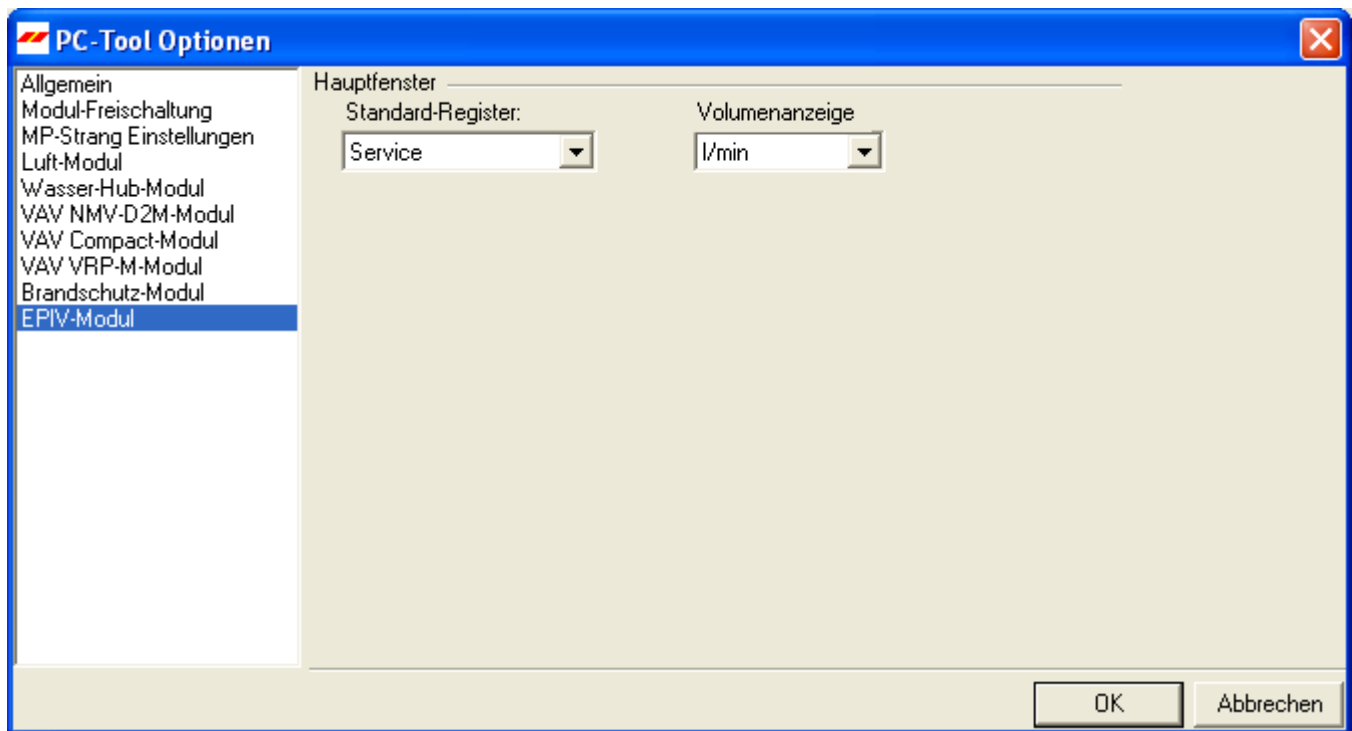 PC-Tool Optionen
Allgemein
Modul-Freischaltung
MP-Strang Einstellungen
Luft-Modul
Wasser-Hub-Modul
VAV NMV-D2M-Modul
VAV Compact-Modul
VAV VRP-M-Modul
Brandschutz-Modul
EPIV-Modul
Hauptfenster
Standard-Register: Volumenanzeige
Service l/min
OK Abbrechen